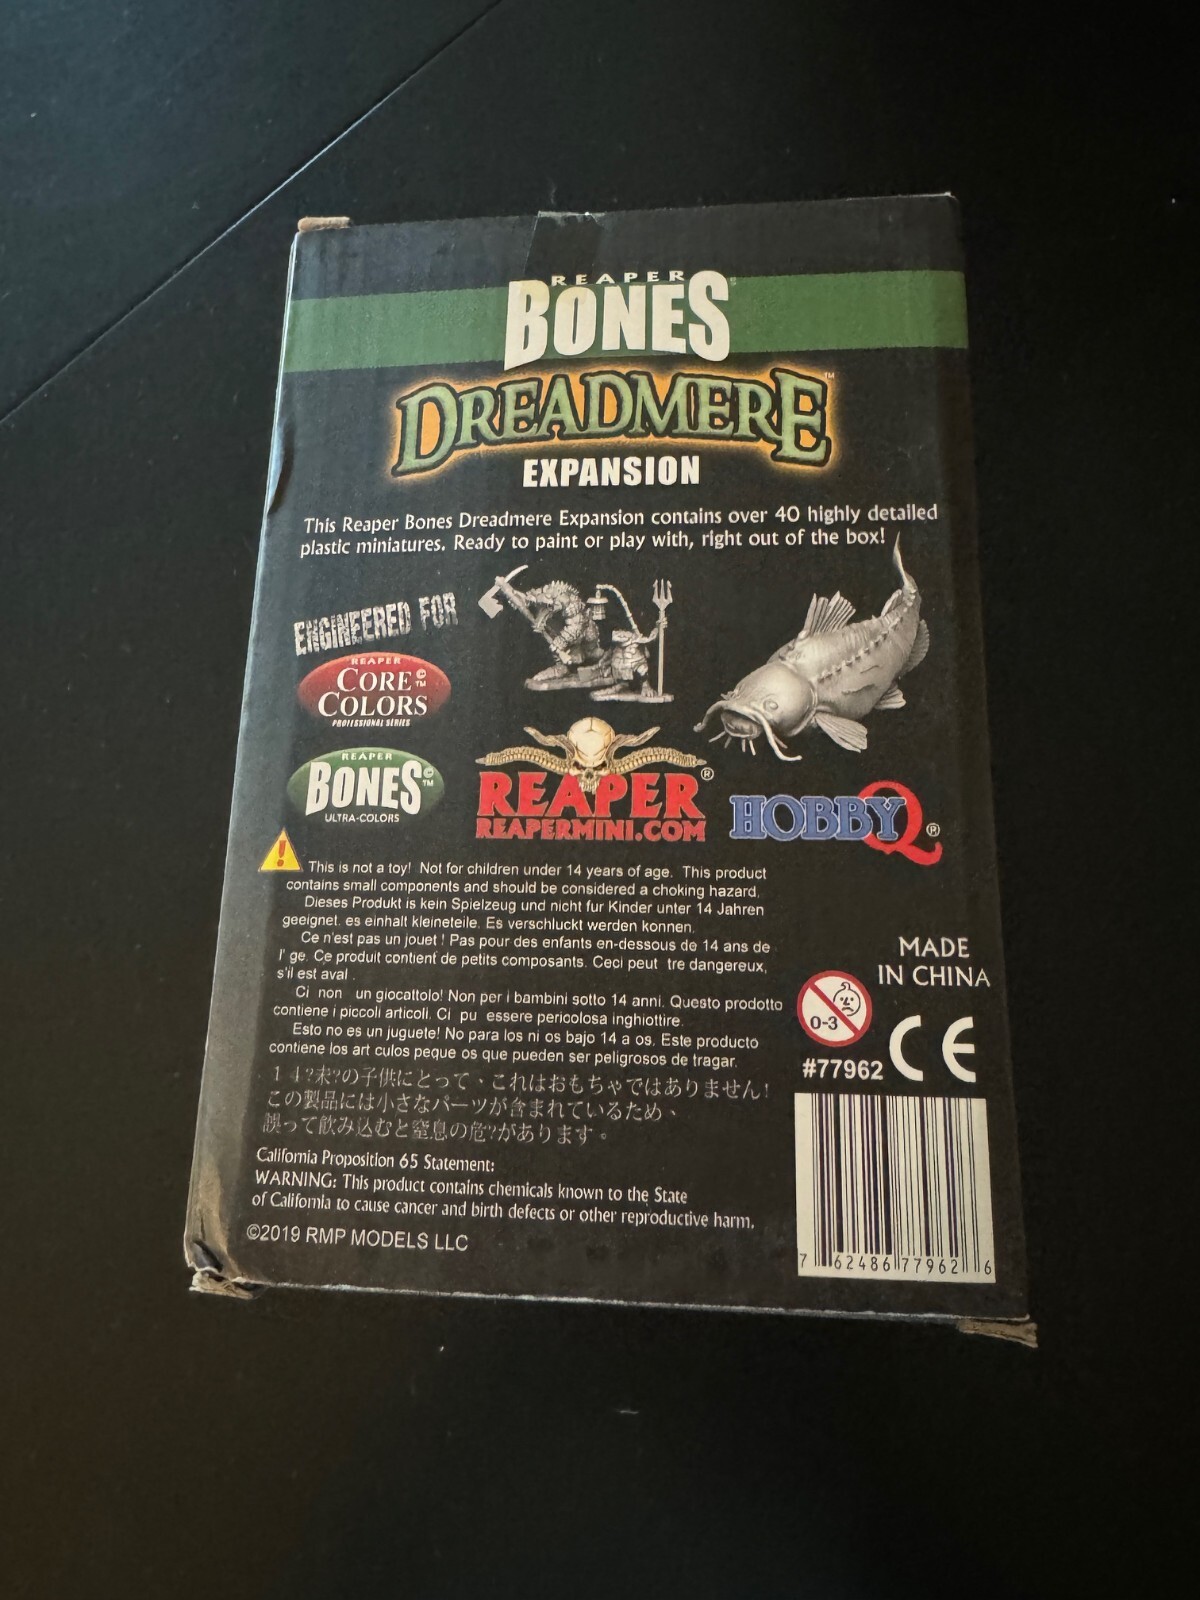 REAPER
BONES
DREADMERE™
EXPANSION
This Reaper Bones Dreadmere Expansion contains over 40 highly detailed
plastic miniatures. Ready to paint or play with, right out of the box!
ENGINEERED FOR
REAPER
CORE
COLORS©™
PROFESSIONAL SERIES
REAPER
BONES©™
ULTRA-COLORS
REAPER®
REAPERMINI.COM
HOBBYQ®
This is not a toy! Not for children under 14 years of age. This product
contains small components and should be considered a choking hazard.
Dieses Produkt is kein Spielzeug und nicht fur Kinder unter 14 Jahren
geeignet. es einhalt kleineteile. Es verschluckt werden konnen.
Ce n'est pas un jouet ! Pas pour des enfants en-dessous de 14 ans de
l' ge. Ce produit contient de petits composants. Ceci peut tre dangereux,
s'il est aval .
Ci non un giocattolo! Non per i bambini sotto 14 anni. Questo prodotto
contiene i piccoli articoli. Ci pu essere pericolosa inghiottire.
Esto no es un juguete! No para los ni os bajo 14 a os. Este producto
contiene los art culos peque os que pueden ser peligrosos de tragar.
１４?未?の子供にとって、これはおもちゃではありません!
この製品には小さなパーツが含まれているため、
誤って飲み込むと窒息の危?があります。
California Proposition 65 Statement:
WARNING: This product contains chemicals known to the State
of California to cause cancer and birth defects or other reproductive harm.
©2019 RMP MODELS LLC
MADE
IN CHINA
0-3
CE
#77962
7 62486 77962 6